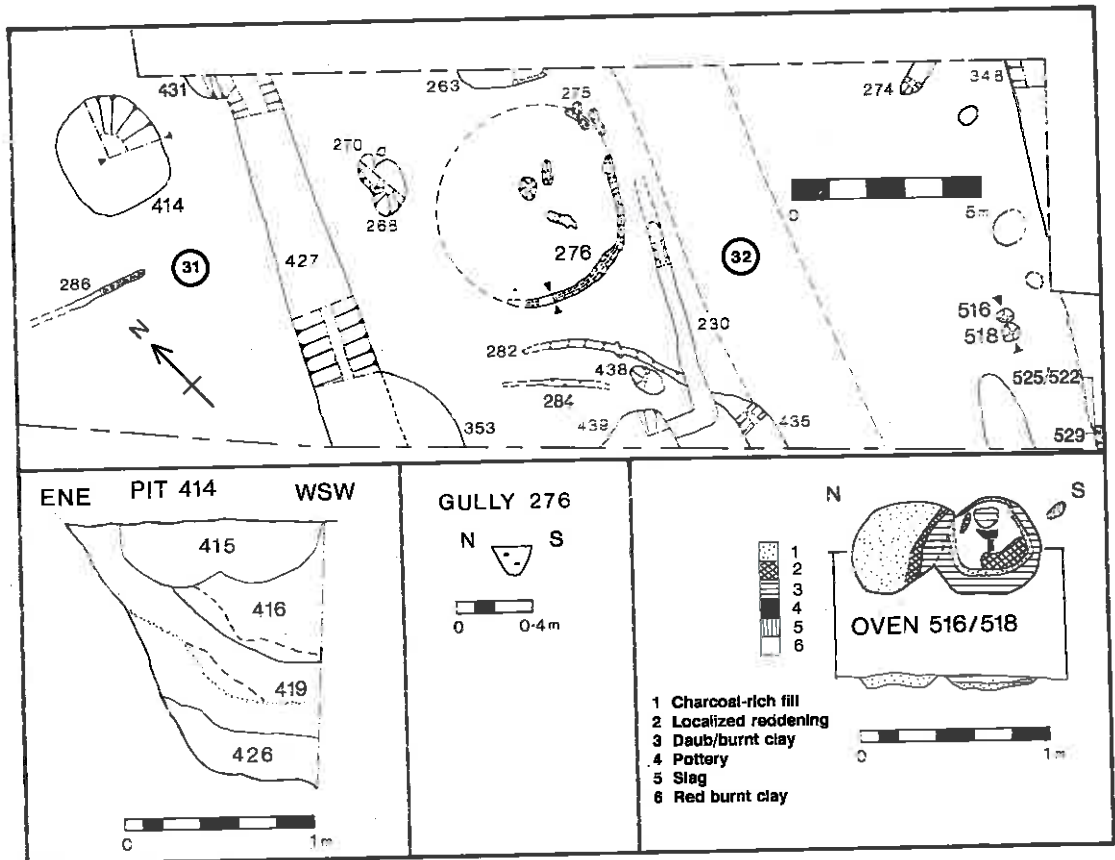 431
263
275
274
348
270
414
268
5m
0
31
427
276
32
286
516
N
518
230
282
438
525/522
284
353
439
435
529
ENE PIT 414 WSW
415
416
419
426
0 1m
GULLY 276
N S
0 0·4m
N S
1
2
3
4
5
6
OVEN 516/518
1 Charcoal-rich fill
2 Localized reddening
3 Daub/burnt clay
4 Pottery
5 Slag
6 Red burnt clay
0 1m